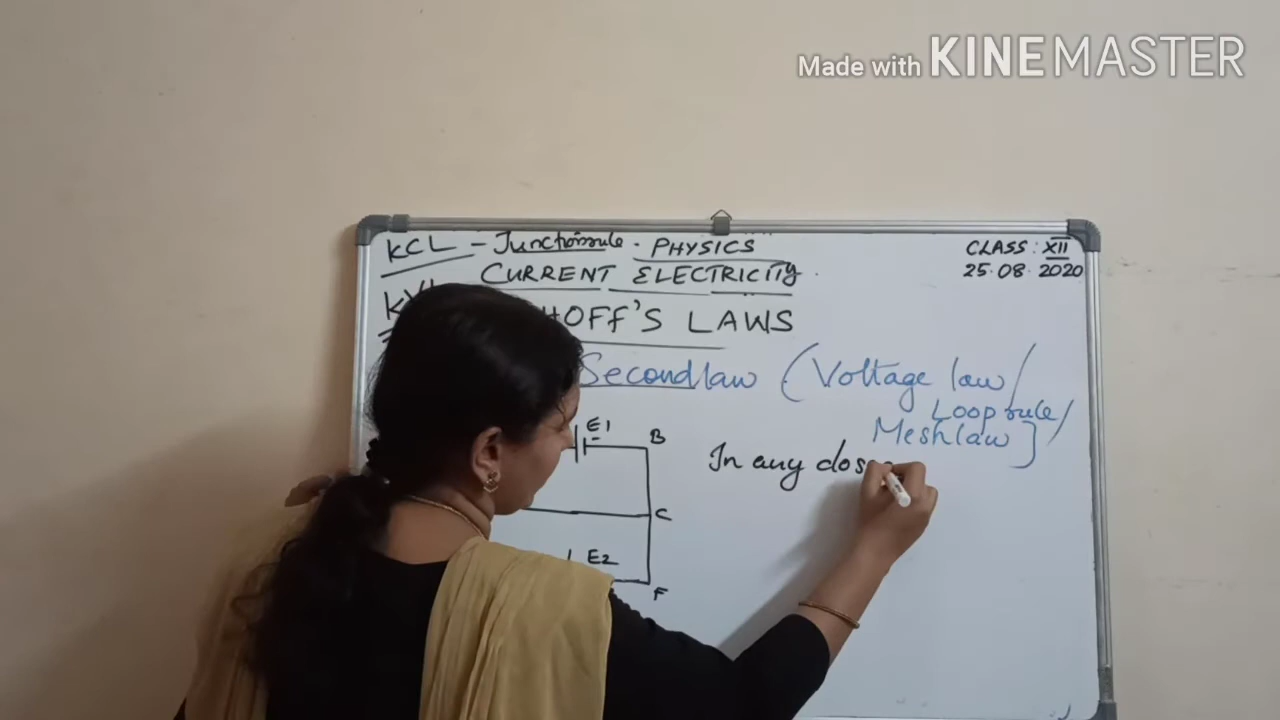 Made with KINEMASTER
KCL - Junction rule. PHYSICS
CLASS: XII
CURRENT ELECTRICITY.
25.08.2020
HOFF'S LAWS
Second law (Voltage law/
Loop rule/
Mesh law]
E1
B
In any clos
C
E2
F